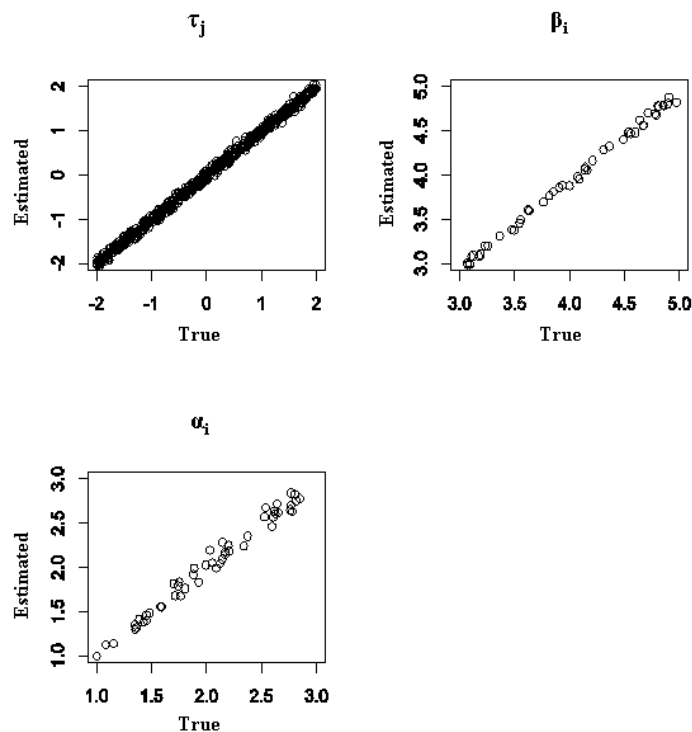 τj
2
1
0
-1
-2
Estimated
-2 -1 0 1 2
True
βi
5.0
4.5
4.0
3.5
3.0
Estimated
3.0 3.5 4.0 4.5 5.0
True
αi
3.0
2.5
2.0
1.5
1.0
Estimated
1.0 1.5 2.0 2.5 3.0
True